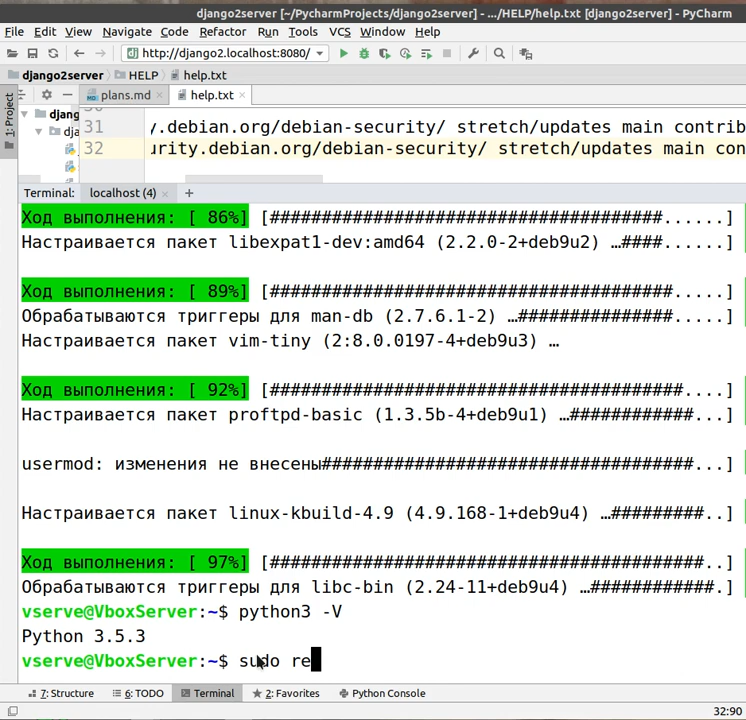 django2server [~/PycharmProjects/django2server] - .../HELP/help.txt [django2server] - PyCharm
File Edit View Navigate Code Refactor Run Tools VCS Window Help
http://django2.localhost:8080/
django2server HELP help.txt
plans.md help.txt
1: Project
djang
dja
31 y.debian.org/debian-security/ stretch/updates main contrib
32 urity.debian.org/debian-security/ stretch/updates main con
Terminal: localhost (4) +
Ход выполнения: [ 86%] [######################################......]
Настраивается пакет libexpat1-dev:amd64 (2.2.0-2+deb9u2) …####......]
Ход выполнения: [ 89%] [#######################################.....]
Обрабатываются триггеры для man-db (2.7.6.1-2) …###############.....]
Настраивается пакет vim-tiny (2:8.0.0197-4+deb9u3) …
Ход выполнения: [ 92%] [########################################....]
Настраивается пакет proftpd-basic (1.3.5b-4+deb9u1) …############...]
usermod: изменения не внесены####################################...]
Настраивается пакет linux-kbuild-4.9 (4.9.168-1+deb9u4) …#########..]
Ход выполнения: [ 97%] [##########################################..]
Обрабатываются триггеры для libc-bin (2.24-11+deb9u4) …############.]
vserve@VboxServer:~$ python3 -V
Python 3.5.3
vserve@VboxServer:~$ sudo re
7: Structure 6: TODO Terminal 2: Favorites Python Console
32:90